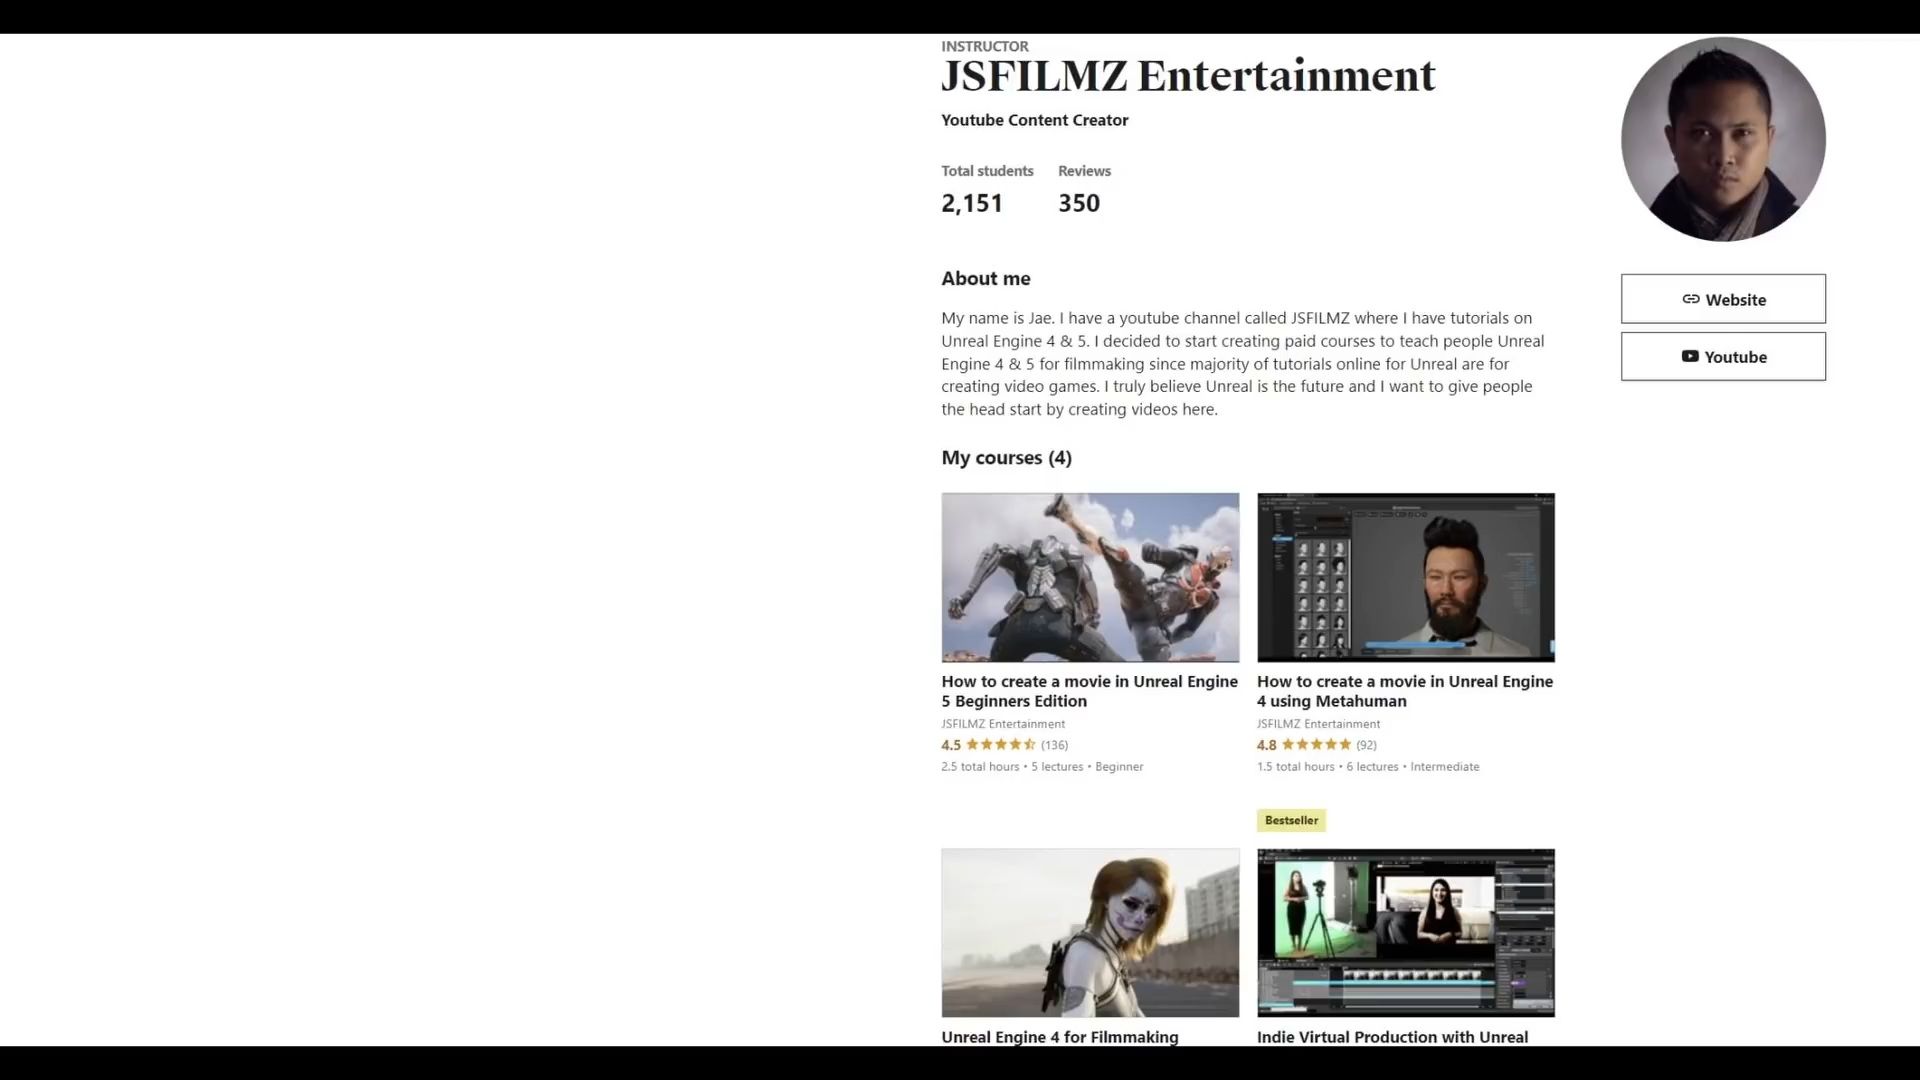 INSTRUCTOR
JSFILMZ Entertainment
Youtube Content Creator
Total students Reviews
2,151 350
About me
My name is Jae. I have a youtube channel called JSFILMZ where I have tutorials on
Unreal Engine 4 & 5. I decided to start creating paid courses to teach people Unreal
Engine 4 & 5 for filmmaking since majority of tutorials online for Unreal are for
creating video games. I truly believe Unreal is the future and I want to give people
the head start by creating videos here.
Website
Youtube
My courses (4)
How to create a movie in Unreal Engine
5 Beginners Edition
JSFILMZ Entertainment
4.5 (136)
2.5 total hours • 5 lectures • Beginner
How to create a movie in Unreal Engine
4 using Metahuman
JSFILMZ Entertainment
4.8 (92)
1.5 total hours • 6 lectures • Intermediate
Bestseller
Unreal Engine 4 for Filmmaking
Indie Virtual Production with Unreal